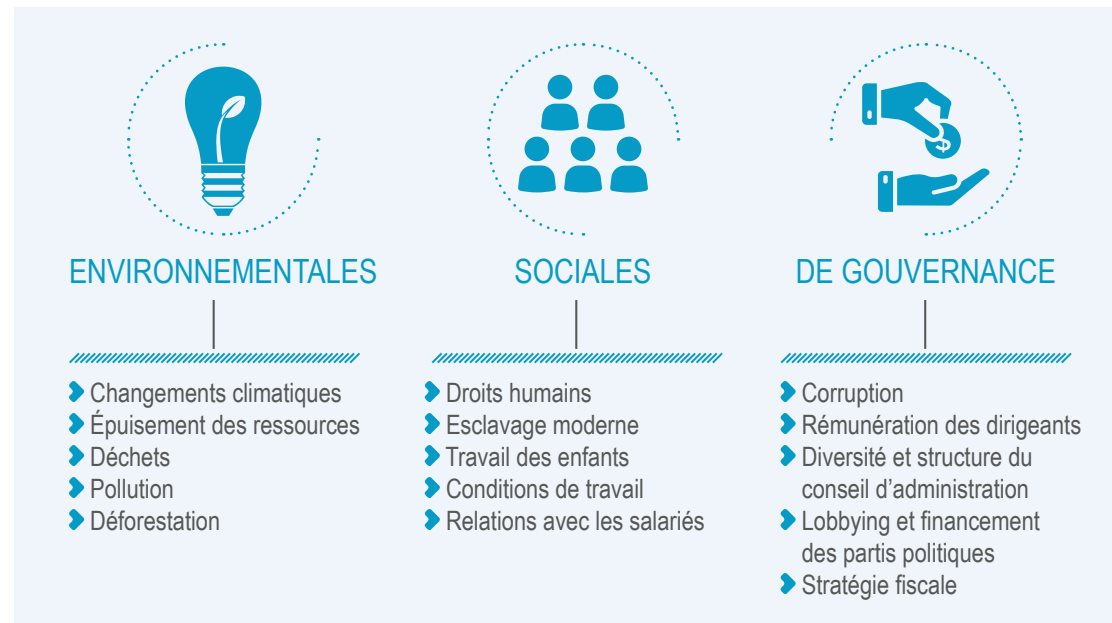 $
ENVIRONNEMENTALES
Changements climatiques
Épuisement des ressources
Déchets
Pollution
Déforestation
SOCIALES
Droits humains
Esclavage moderne
Travail des enfants
Conditions de travail
Relations avec les salariés
DE GOUVERNANCE
Corruption
Rémunération des dirigeants
Diversité et structure du
conseil d’administration
Lobbying et financement
des partis politiques
Stratégie fiscale